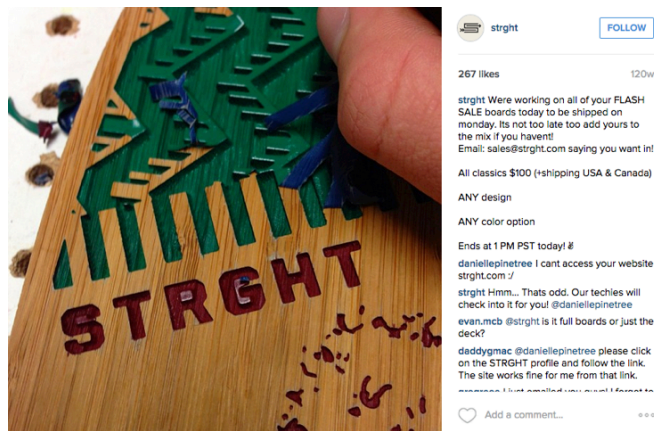 STRGHT
strght
FOLLOW
267 likes
120w
strght Were working on all of your FLASH
SALE boards today to be shipped on
monday. Its not too late too add yours to
the mix if you havent!
Email: sales@strght.com saying you want in!
All classics $100 (+shipping USA & Canada)
ANY design
ANY color option
Ends at 1 PM PST today! ✌
daniellepinetree I cant access your website
strght.com :/
strght Hmm... Thats odd. Our techies will
check into it for you! @daniellepinetree
evan.mcb @strght is it full boards or just the
deck?
daddygmac @daniellepinetree please click
on the STRGHT profile and follow the link.
The site works fine for me from that link.
I just emailed you guys! I forgot to
Add a comment...